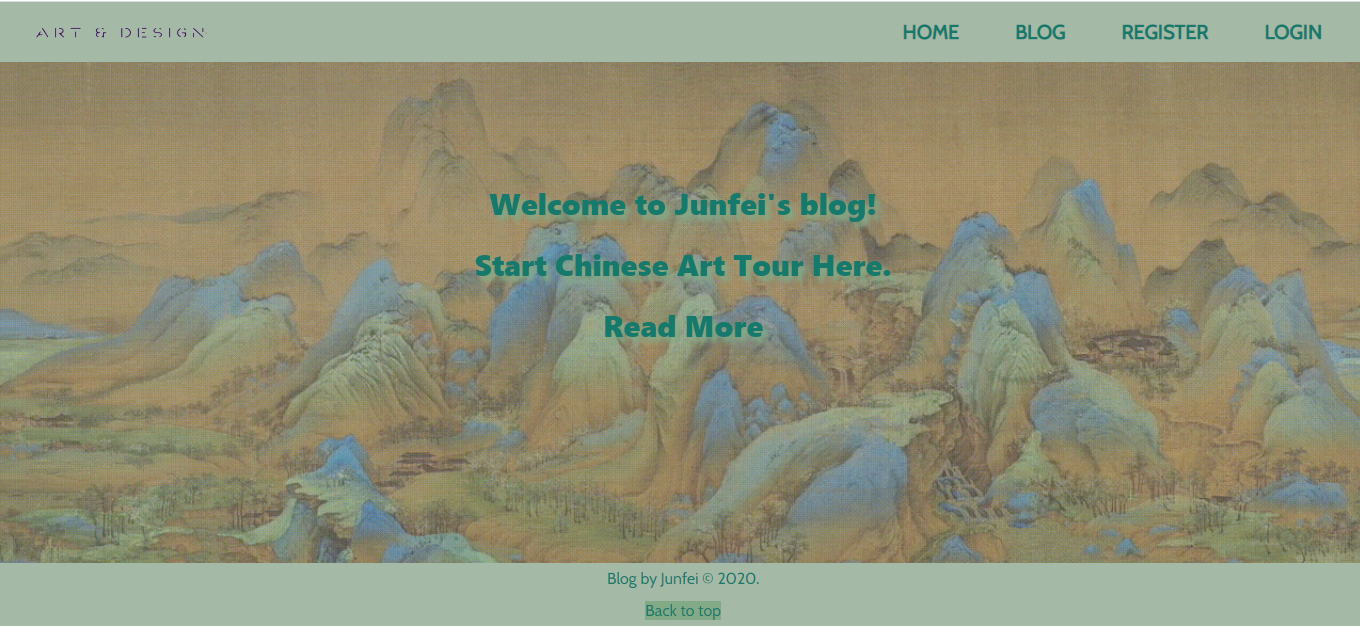 ART & DESIGN
HOME BLOG REGISTER LOGIN
Welcome to Junfei's blog!
Start Chinese Art Tour Here.
Read More
Blog by Junfei © 2020.
Back to top